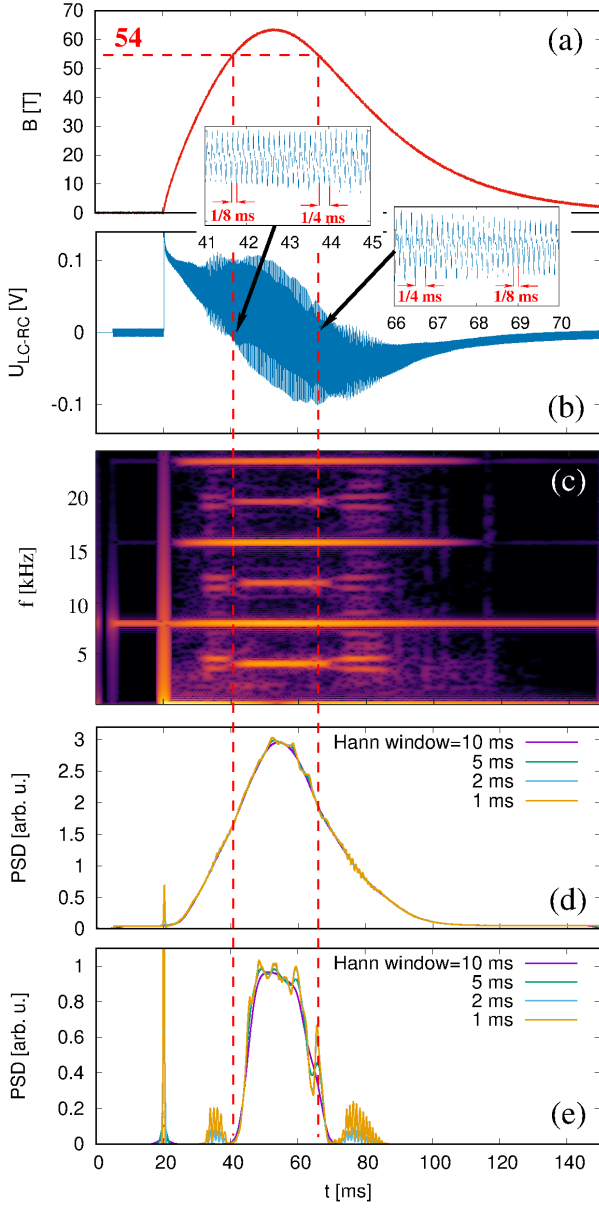 70
60
50
40
30
20
10
0
B [T]
54
(a)
1/8 ms
1/4 ms
41 42 43 44 45
1/4 ms
1/8 ms
66 67 68 69 70
0.1
0
-0.1
U_LC-RC [V]
(b)
20
15
10
5
f [kHz]
(c)
3
2.5
2
1.5
1
0.5
0
PSD [arb. u.]
Hann window=10 ms
5 ms
2 ms
1 ms
(d)
1
0.8
0.6
0.4
0.2
0
PSD [arb. u.]
Hann window=10 ms
5 ms
2 ms
1 ms
(e)
0 20 40 60 80 100 120 140
t [ms]